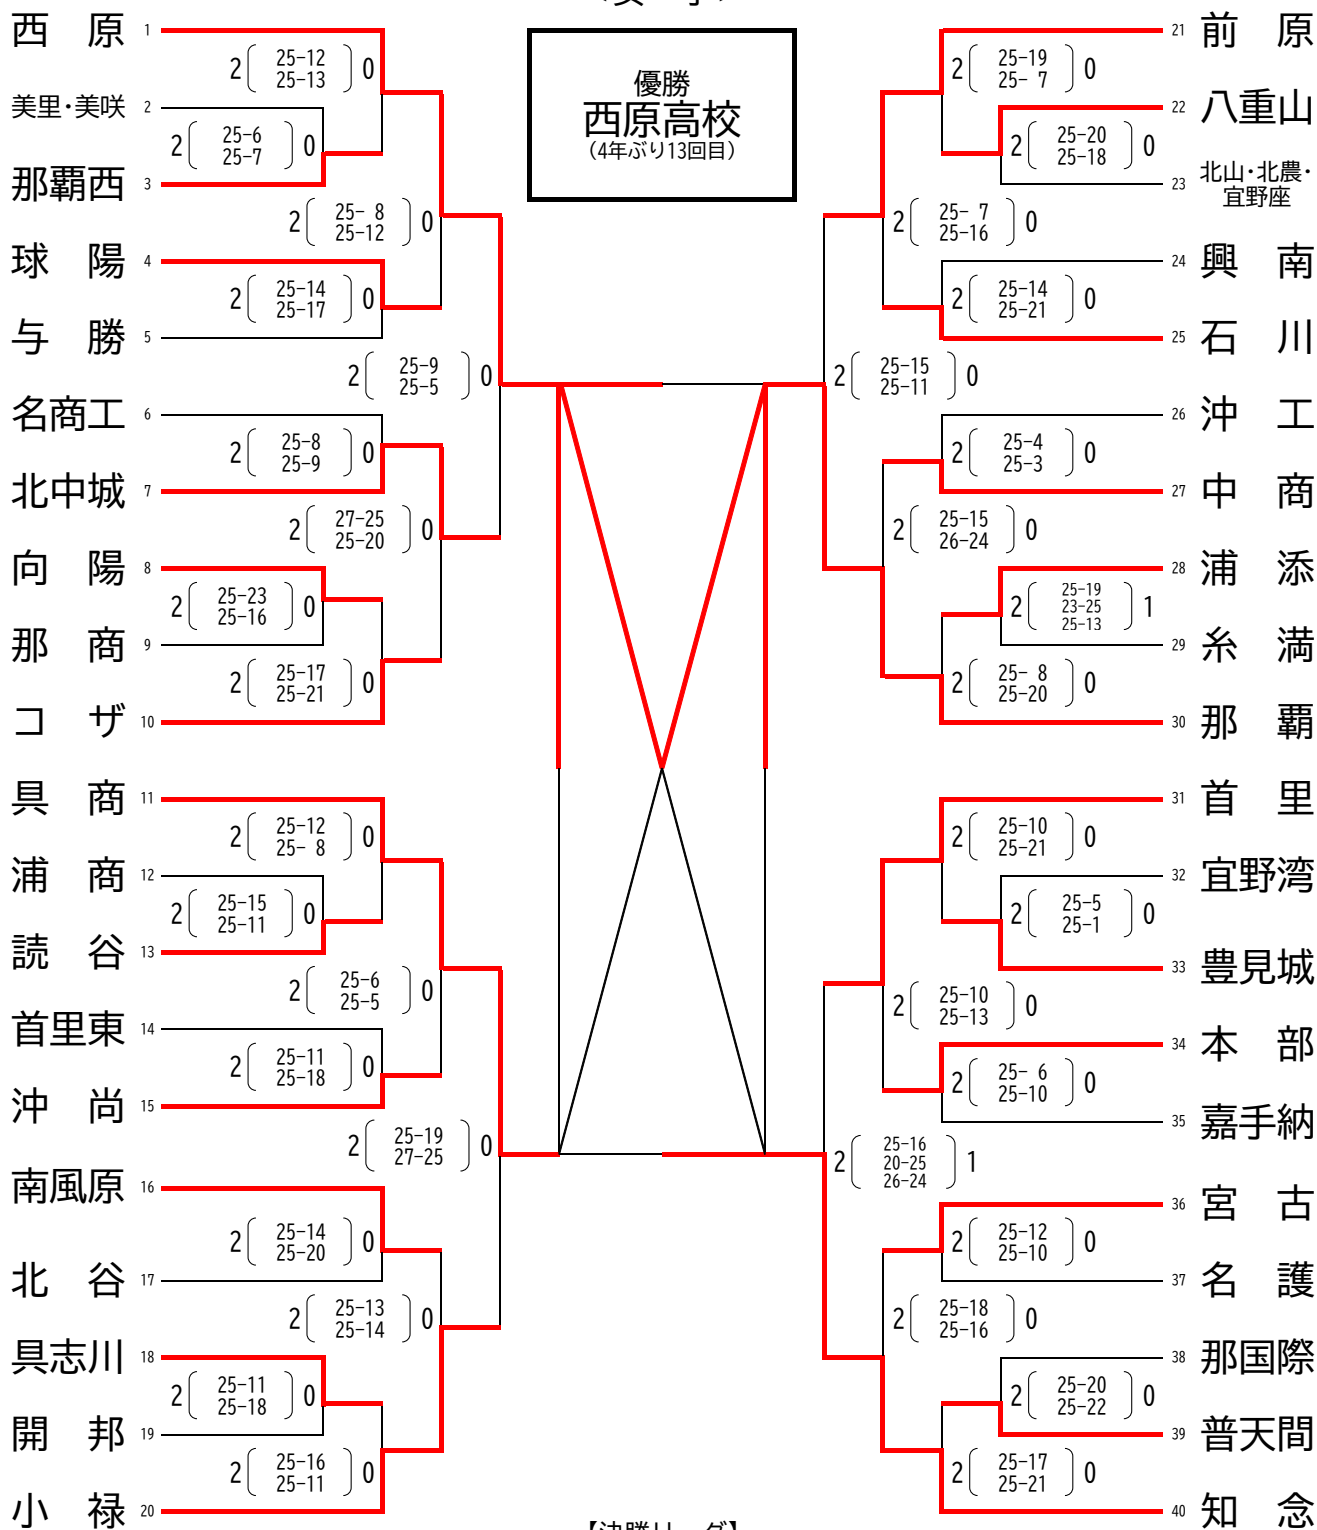 優勝
西原高校
(4年ぶり13回目)
西 原 1
2 ( 25-12 25-13 ) 0
美里・美咲 2
2 ( 25-6 25-7 ) 0
那覇西 3
2 ( 25- 8 25-12 ) 0
球 陽 4
2 ( 25-14 25-17 ) 0
与 勝 5
2 ( 25-9 25-5 ) 0
名商工 6
2 ( 25-8 25-9 ) 0
北中城 7
2 ( 27-25 25-20 ) 0
向 陽 8
2 ( 25-23 25-16 ) 0
那 商 9
2 ( 25-17 25-21 ) 0
コ ザ 10
具 商 11
2 ( 25-12 25- 8 ) 0
浦 商 12
2 ( 25-15 25-11 ) 0
読 谷 13
2 ( 25-6 25-5 ) 0
首里東 14
2 ( 25-11 25-18 ) 0
沖 尚 15
2 ( 25-19 27-25 ) 0
南風原 16
2 ( 25-14 25-20 ) 0
北 谷 17
2 ( 25-13 25-14 ) 0
具志川 18
2 ( 25-11 25-18 ) 0
開 邦 19
2 ( 25-16 25-11 ) 0
小 禄 20
21 前 原
2 ( 25-19 25- 7 ) 0
22 八重山
2 ( 25-20 25-18 ) 0
23 北山・北農・
宜野座
2 ( 25- 7 25-16 ) 0
24 興 南
2 ( 25-14 25-21 ) 0
25 石 川
2 ( 25-15 25-11 ) 0
26 沖 工
2 ( 25-4 25-3 ) 0
27 中 商
2 ( 25-15 26-24 ) 0
28 浦 添
2 ( 25-19 23-25 25-13 ) 1
29 糸 満
2 ( 25- 8 25-20 ) 0
30 那 覇
31 首 里
2 ( 25-10 25-21 ) 0
32 宜野湾
2 ( 25-5 25-1 ) 0
33 豊見城
2 ( 25-10 25-13 ) 0
34 本 部
2 ( 25- 6 25-10 ) 0
35 嘉手納
2 ( 25-16 20-25 26-24 ) 1
36 宮 古
2 ( 25-12 25-10 ) 0
37 名 護
2 ( 25-18 25-16 ) 0
38 那国際
2 ( 25-20 25-22 ) 0
39 普天間
2 ( 25-17 25-21 ) 0
40 知 念
【決勝リーグ】